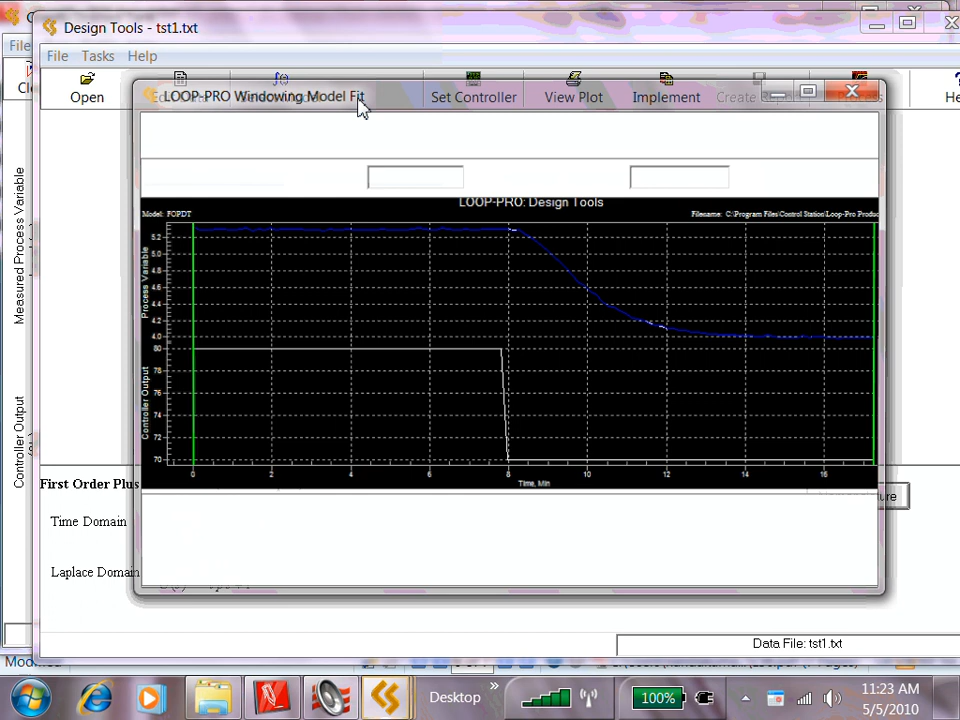 Design Tools - tst1.txt
File
File Tasks Help
LOOP-PRO Windowing Model Fit
Open
Set Controller
View Plot
Implement
LOOP-PRO: Design Tools
Model: FOPDT
Filename: C:\Program Files\Control Station\Loop-Pro Produc
Measured Process Variable
Controller Output
Process Variable
5.2
5.0
4.8
4.6
4.4
4.2
4.0
Controller Output
80
78
76
74
72
70
0 2 4 6 8 10 12 14 16
Time, Min
First Order Plus
Time Domain
Laplace Domain
Data File: tst1.txt
Desktop
100%
11:23 AM
5/5/2010